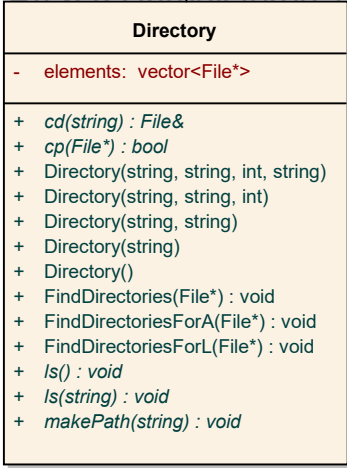 Directory
- elements: vector<File*>
+ cd(string) : File&
+ cp(File*) : bool
+ Directory(string, string, int, string)
+ Directory(string, string, int)
+ Directory(string, string)
+ Directory(string)
+ Directory()
+ FindDirectories(File*) : void
+ FindDirectoriesForA(File*) : void
+ FindDirectoriesForL(File*) : void
+ ls() : void
+ ls(string) : void
+ makePath(string) : void